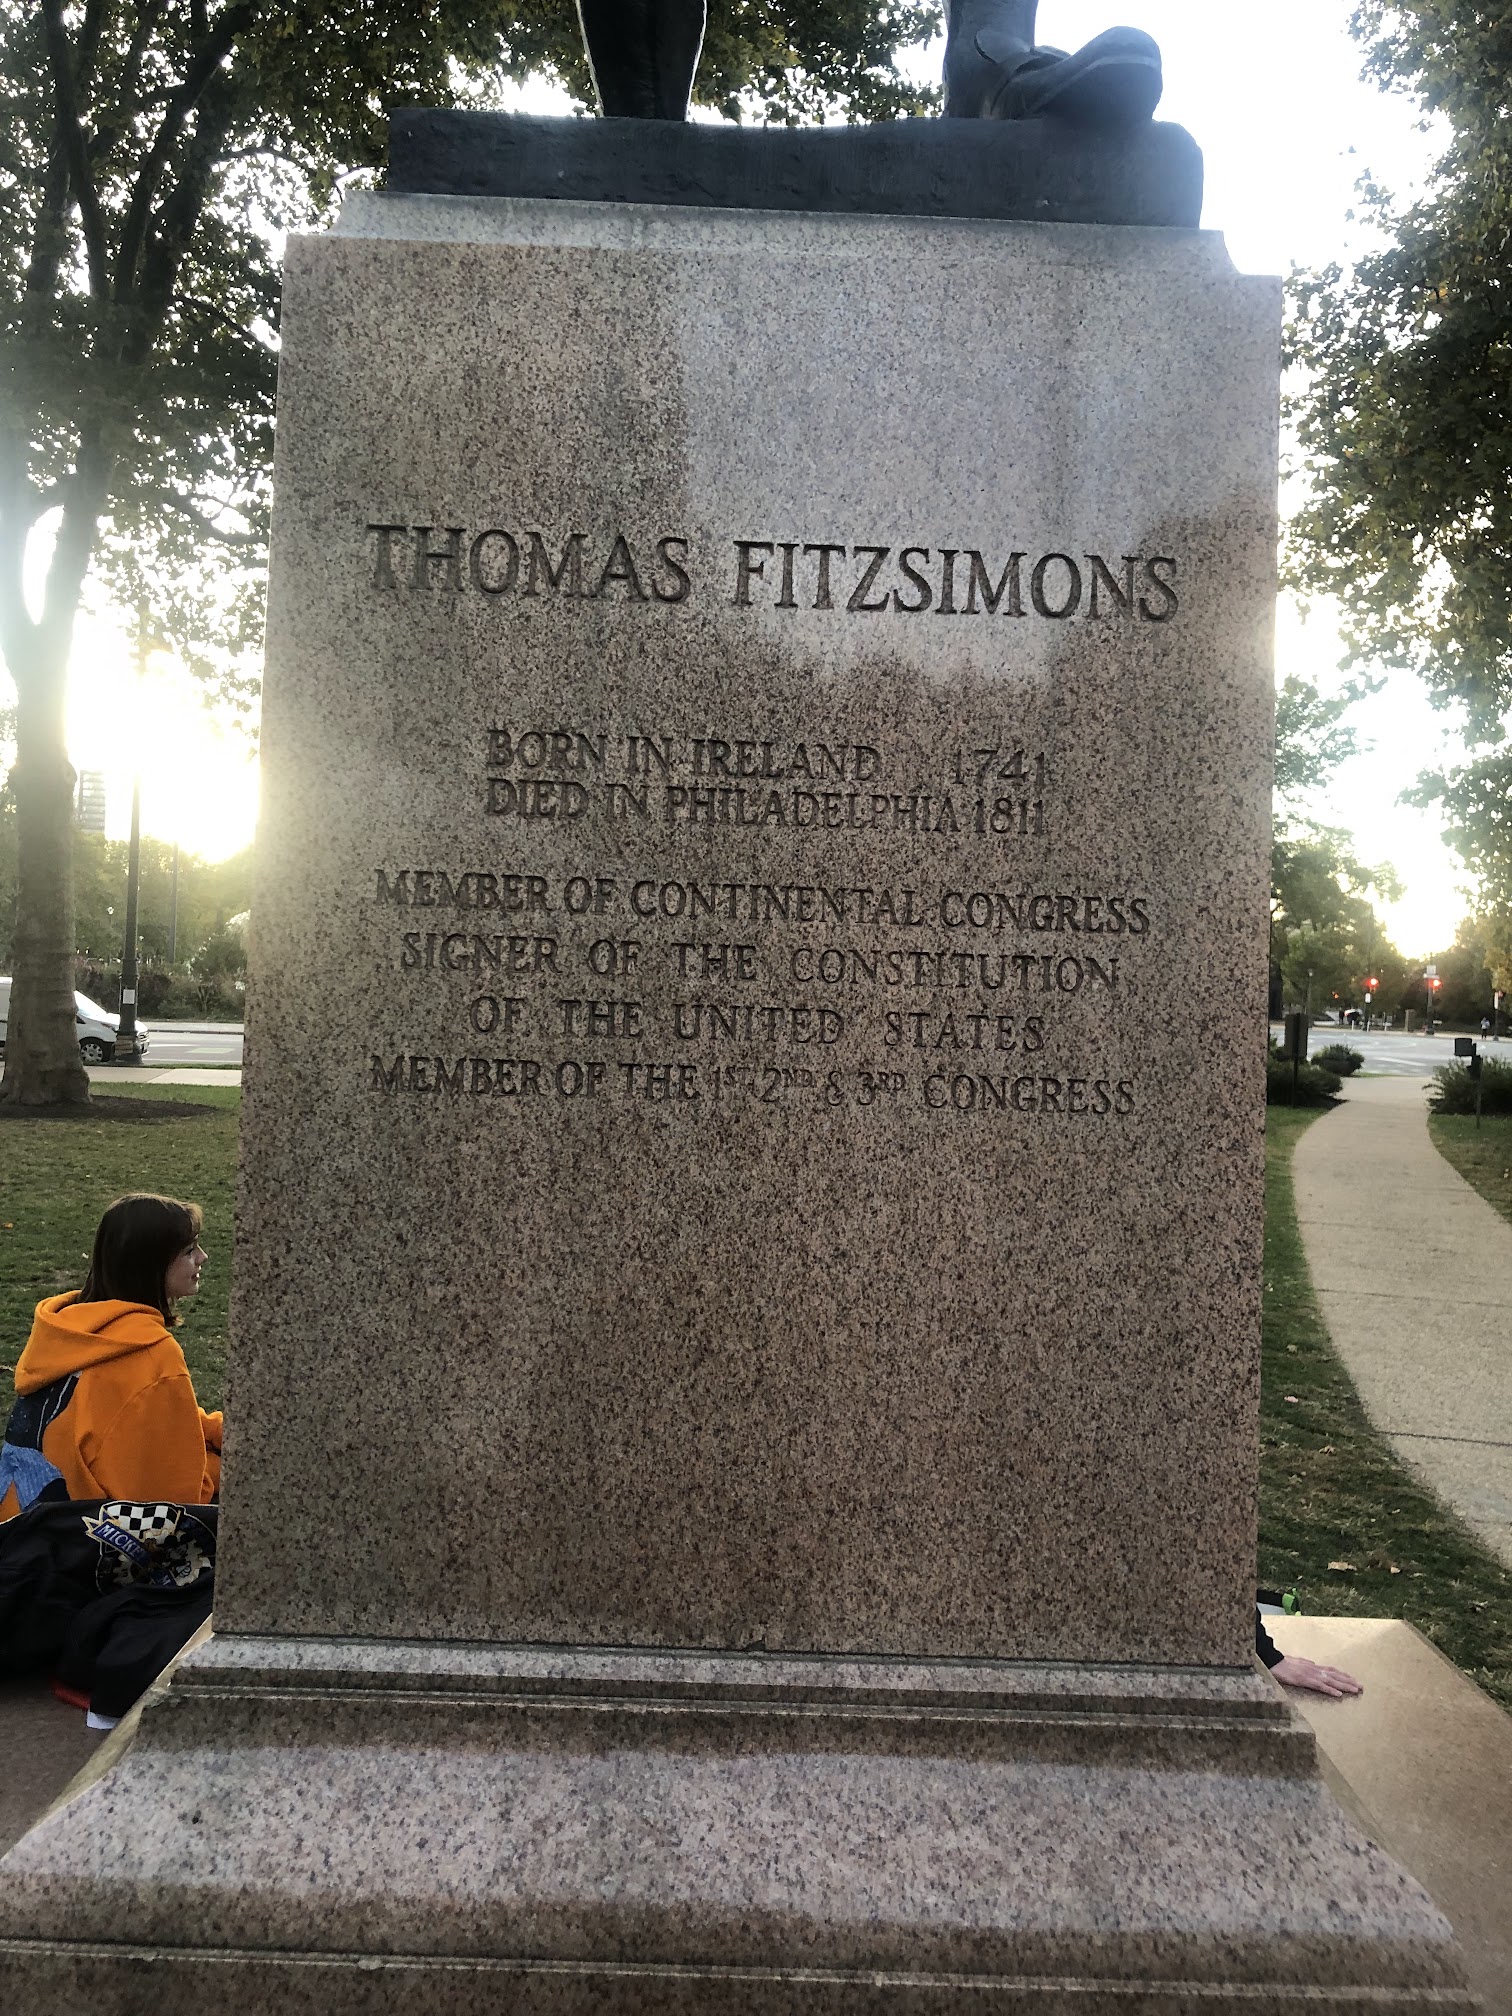 THOMAS FITZSIMONS
BORN IN IRELAND 1741
DIED IN PHILADELPHIA 1811
MEMBER OF CONTINENTAL CONGRESS
SIGNER OF THE CONSTITUTION
OF THE UNITED STATES
MEMBER OF THE 1ST 2ND & 3RD CONGRESS
MICKEY